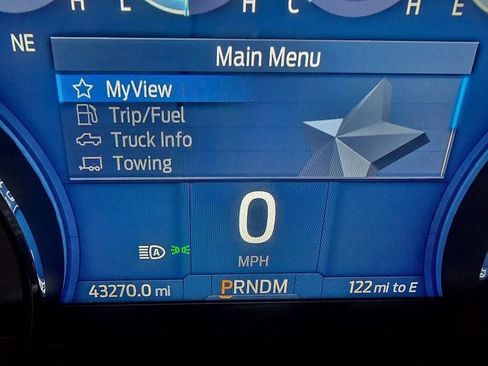 H H C H E
NE
Main Menu
MyView
Trip/Fuel
Truck Info
Towing
0
MPH
A
43270.0 mi
PRNDM
122 mi to E